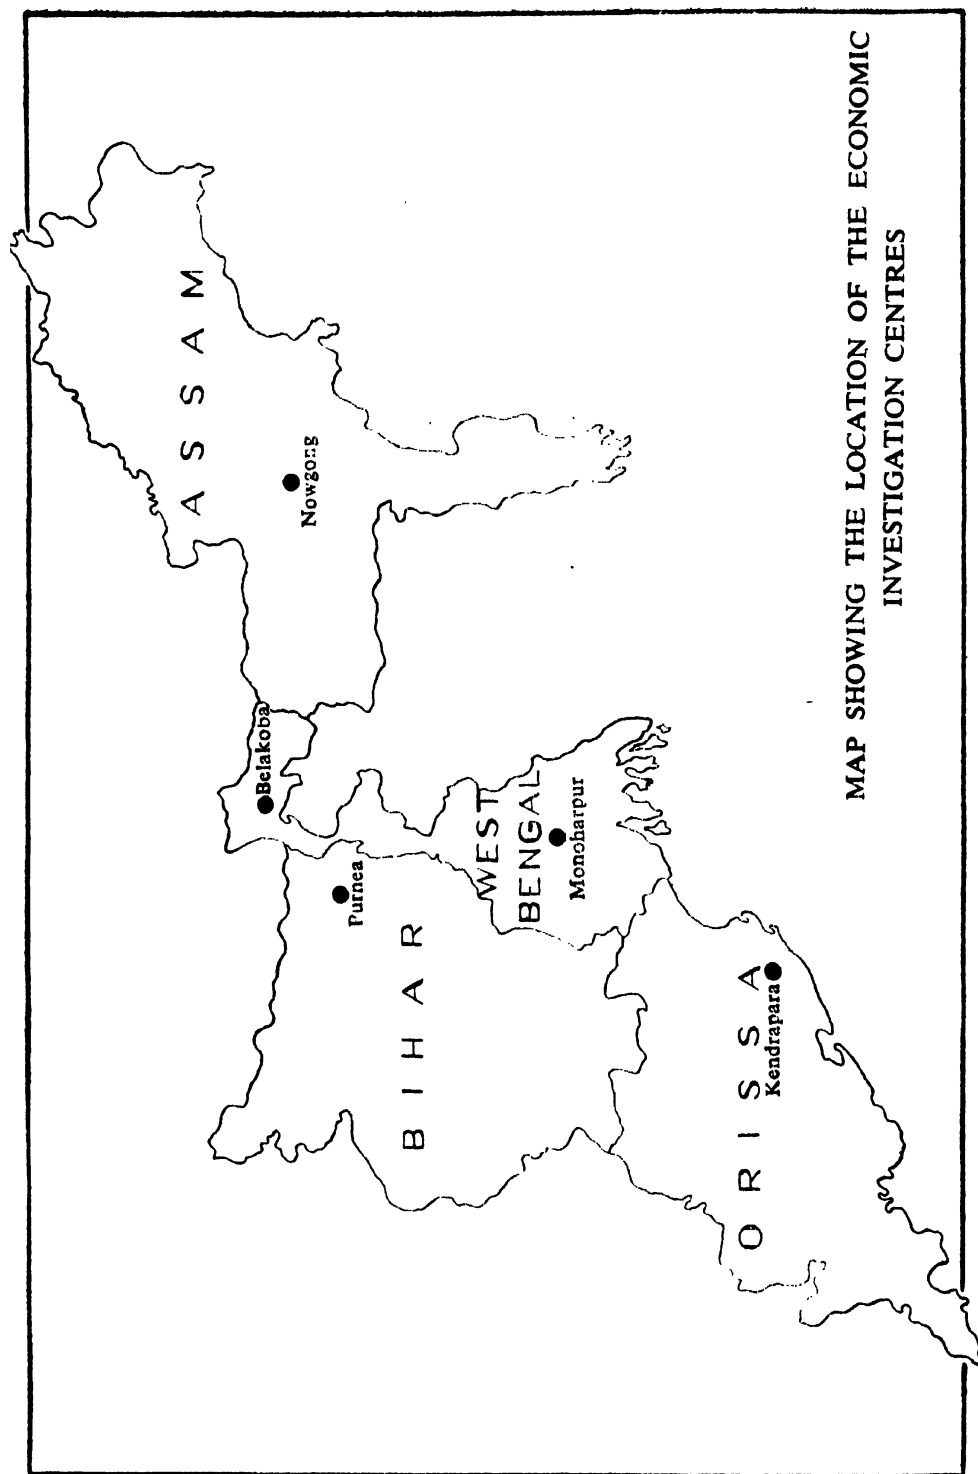 ASSAM
Nowgong
Belakoba
Purnea
BIHAR
WEST
BENGAL
Monoharpur
ORISSA
Kendrapara
MAP SHOWING THE LOCATION OF THE ECONOMIC
INVESTIGATION CENTRES